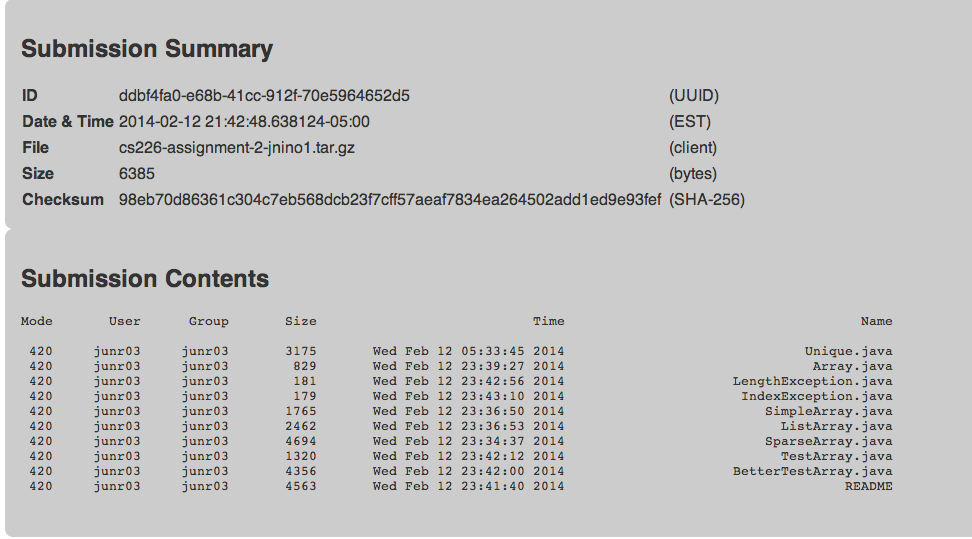 Submission Summary
ID ddbf4fa0-e68b-41cc-912f-70e5964652d5 (UUID)
Date & Time 2014-02-12 21:42:48.638124-05:00 (EST)
File cs226-assignment-2-jnino1.tar.gz (client)
Size 6385 (bytes)
Checksum 98eb70d86361c304c7eb568dcb23f7cff57aeaf7834ea264502add1ed9e93fef (SHA-256)
Submission Contents
Mode User Group Size Time Name
420 junr03 junr03 3175 Wed Feb 12 05:33:45 2014 Unique.java
420 junr03 junr03 829 Wed Feb 12 23:39:27 2014 Array.java
420 junr03 junr03 181 Wed Feb 12 23:42:56 2014 LengthException.java
420 junr03 junr03 179 Wed Feb 12 23:43:10 2014 IndexException.java
420 junr03 junr03 1765 Wed Feb 12 23:36:50 2014 SimpleArray.java
420 junr03 junr03 2462 Wed Feb 12 23:36:53 2014 ListArray.java
420 junr03 junr03 4694 Wed Feb 12 23:34:37 2014 SparseArray.java
420 junr03 junr03 1320 Wed Feb 12 23:42:12 2014 TestArray.java
420 junr03 junr03 4356 Wed Feb 12 23:42:00 2014 BetterTestArray.java
420 junr03 junr03 4563 Wed Feb 12 23:41:40 2014 README